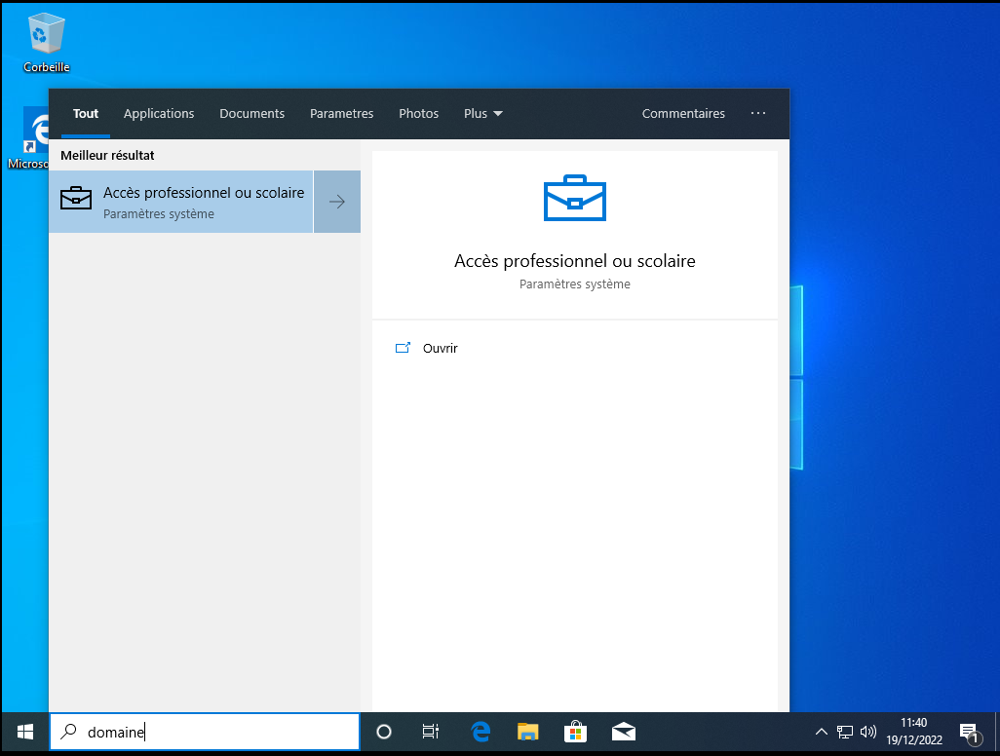 Corbeille
Microso
Tout Applications Documents Parametres Photos Plus Commentaires ...
Meilleur résultat
Accès professionnel ou scolaire
Paramètres système
Accès professionnel ou scolaire
Paramètres système
Ouvrir
domaine
11:40
19/12/2022
1